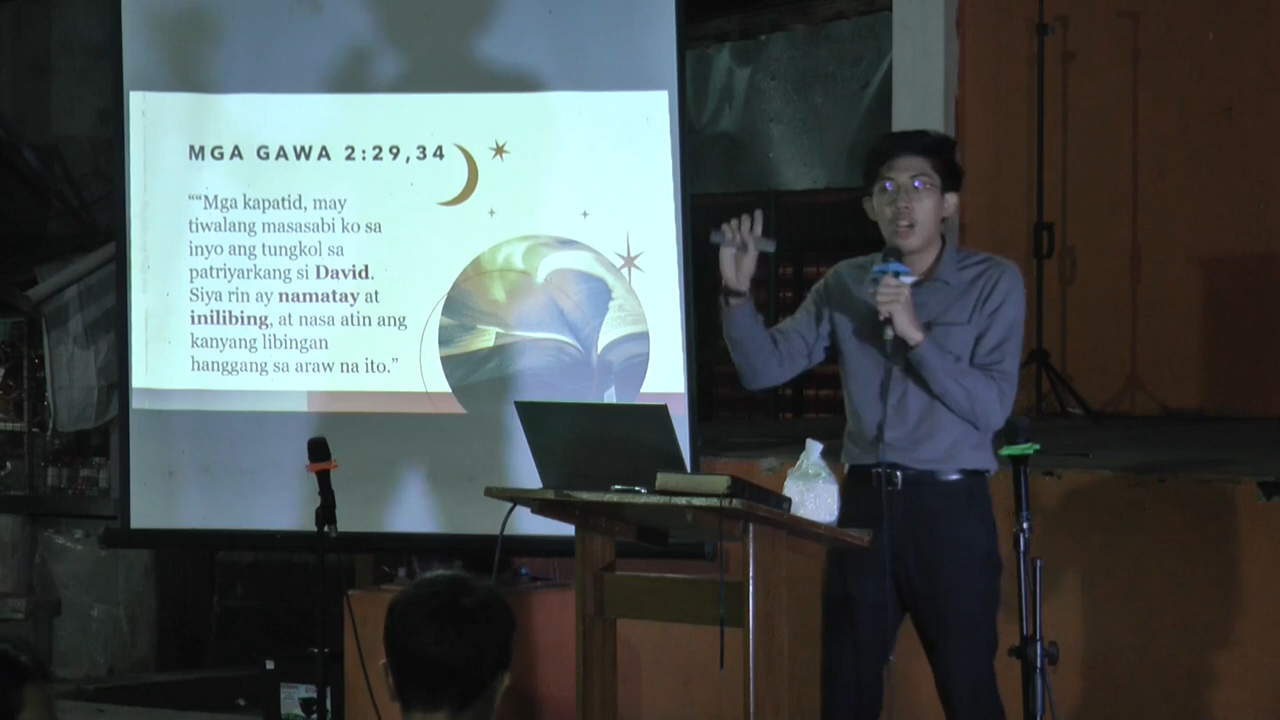 MGA GAWA 2:29,34
““Mga kapatid, may
tiwalang masasabi ko sa
inyo ang tungkol sa
patriyarkang si David.
Siya rin ay namatay at
inilibing, at nasa atin ang
kanyang libingan
hanggang sa araw na ito.”